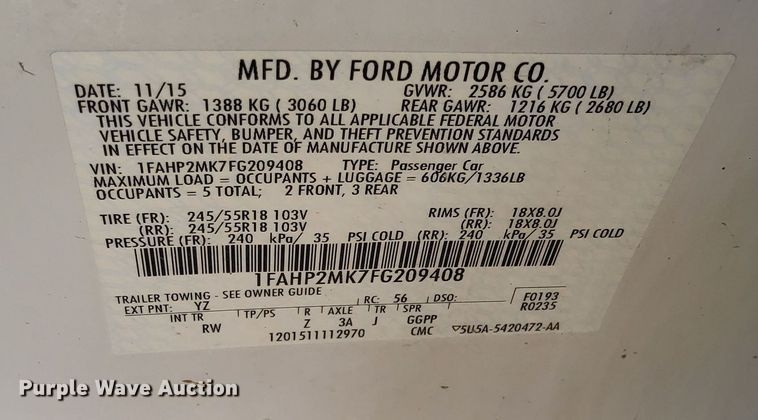 MFD. BY FORD MOTOR CO.
DATE: 11/15 GVWR: 2586 KG ( 5700 LB)
FRONT GAWR: 1388 KG ( 3060 LB) REAR GAWR: 1216 KG ( 2680 LB)
THIS VEHICLE CONFORMS TO ALL APPLICABLE FEDERAL MOTOR
VEHICLE SAFETY, BUMPER, AND THEFT PREVENTION STANDARDS
IN EFFECT ON THE DATE OF MANUFACTURE SHOWN ABOVE.
VIN: 1FAHP2MK7FG209408 TYPE: Passenger Car
MAXIMUM LOAD = OCCUPANTS + LUGGAGE = 606KG/1336LB
OCCUPANTS = 5 TOTAL; 2 FRONT, 3 REAR
TIRE (FR): 245/55R18 103V RIMS (FR): 18X8.0J
(RR): 245/55R18 103V (RR): 18X8.0J
PRESSURE (FR): 240 kPa/ 35 PSI COLD (RR): 240 kPa/35 PSI COLD
1FAHP2MK7FG209408
TRAILER TOWING - SEE OWNER GUIDE
EXT PNT: YZ RC: 56 DSO: F0193
R0235
INT TR TP/PS R AXLE TR SPR
RW Z 3A J GGPP
1201511112970 CMC 5U5A-5420472-AA
Purple Wave Auction
Purple Wave Auction